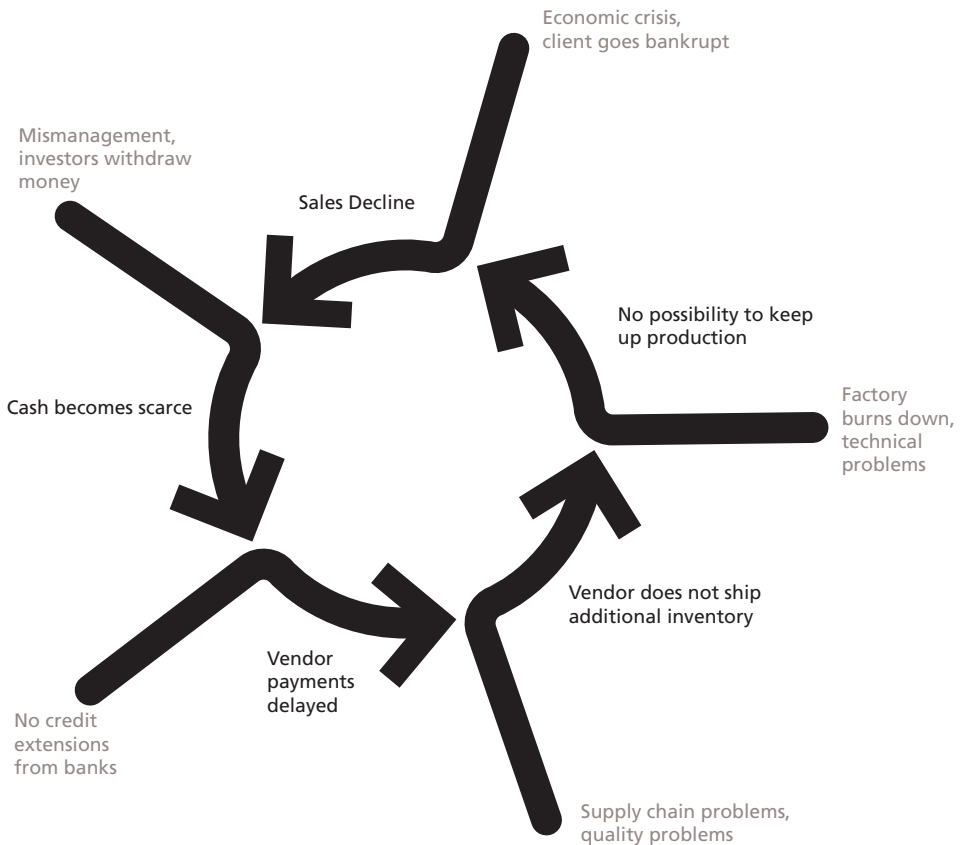 Economic crisis,
client goes bankrupt
Mismanagement,
investors withdraw
money
Sales Decline
No possibility to keep
up production
Cash becomes scarce
Factory
burns down,
technical
problems
Vendor does not ship
additional inventory
Vendor
payments
delayed
No credit
extensions
from banks
Supply chain problems,
quality problems